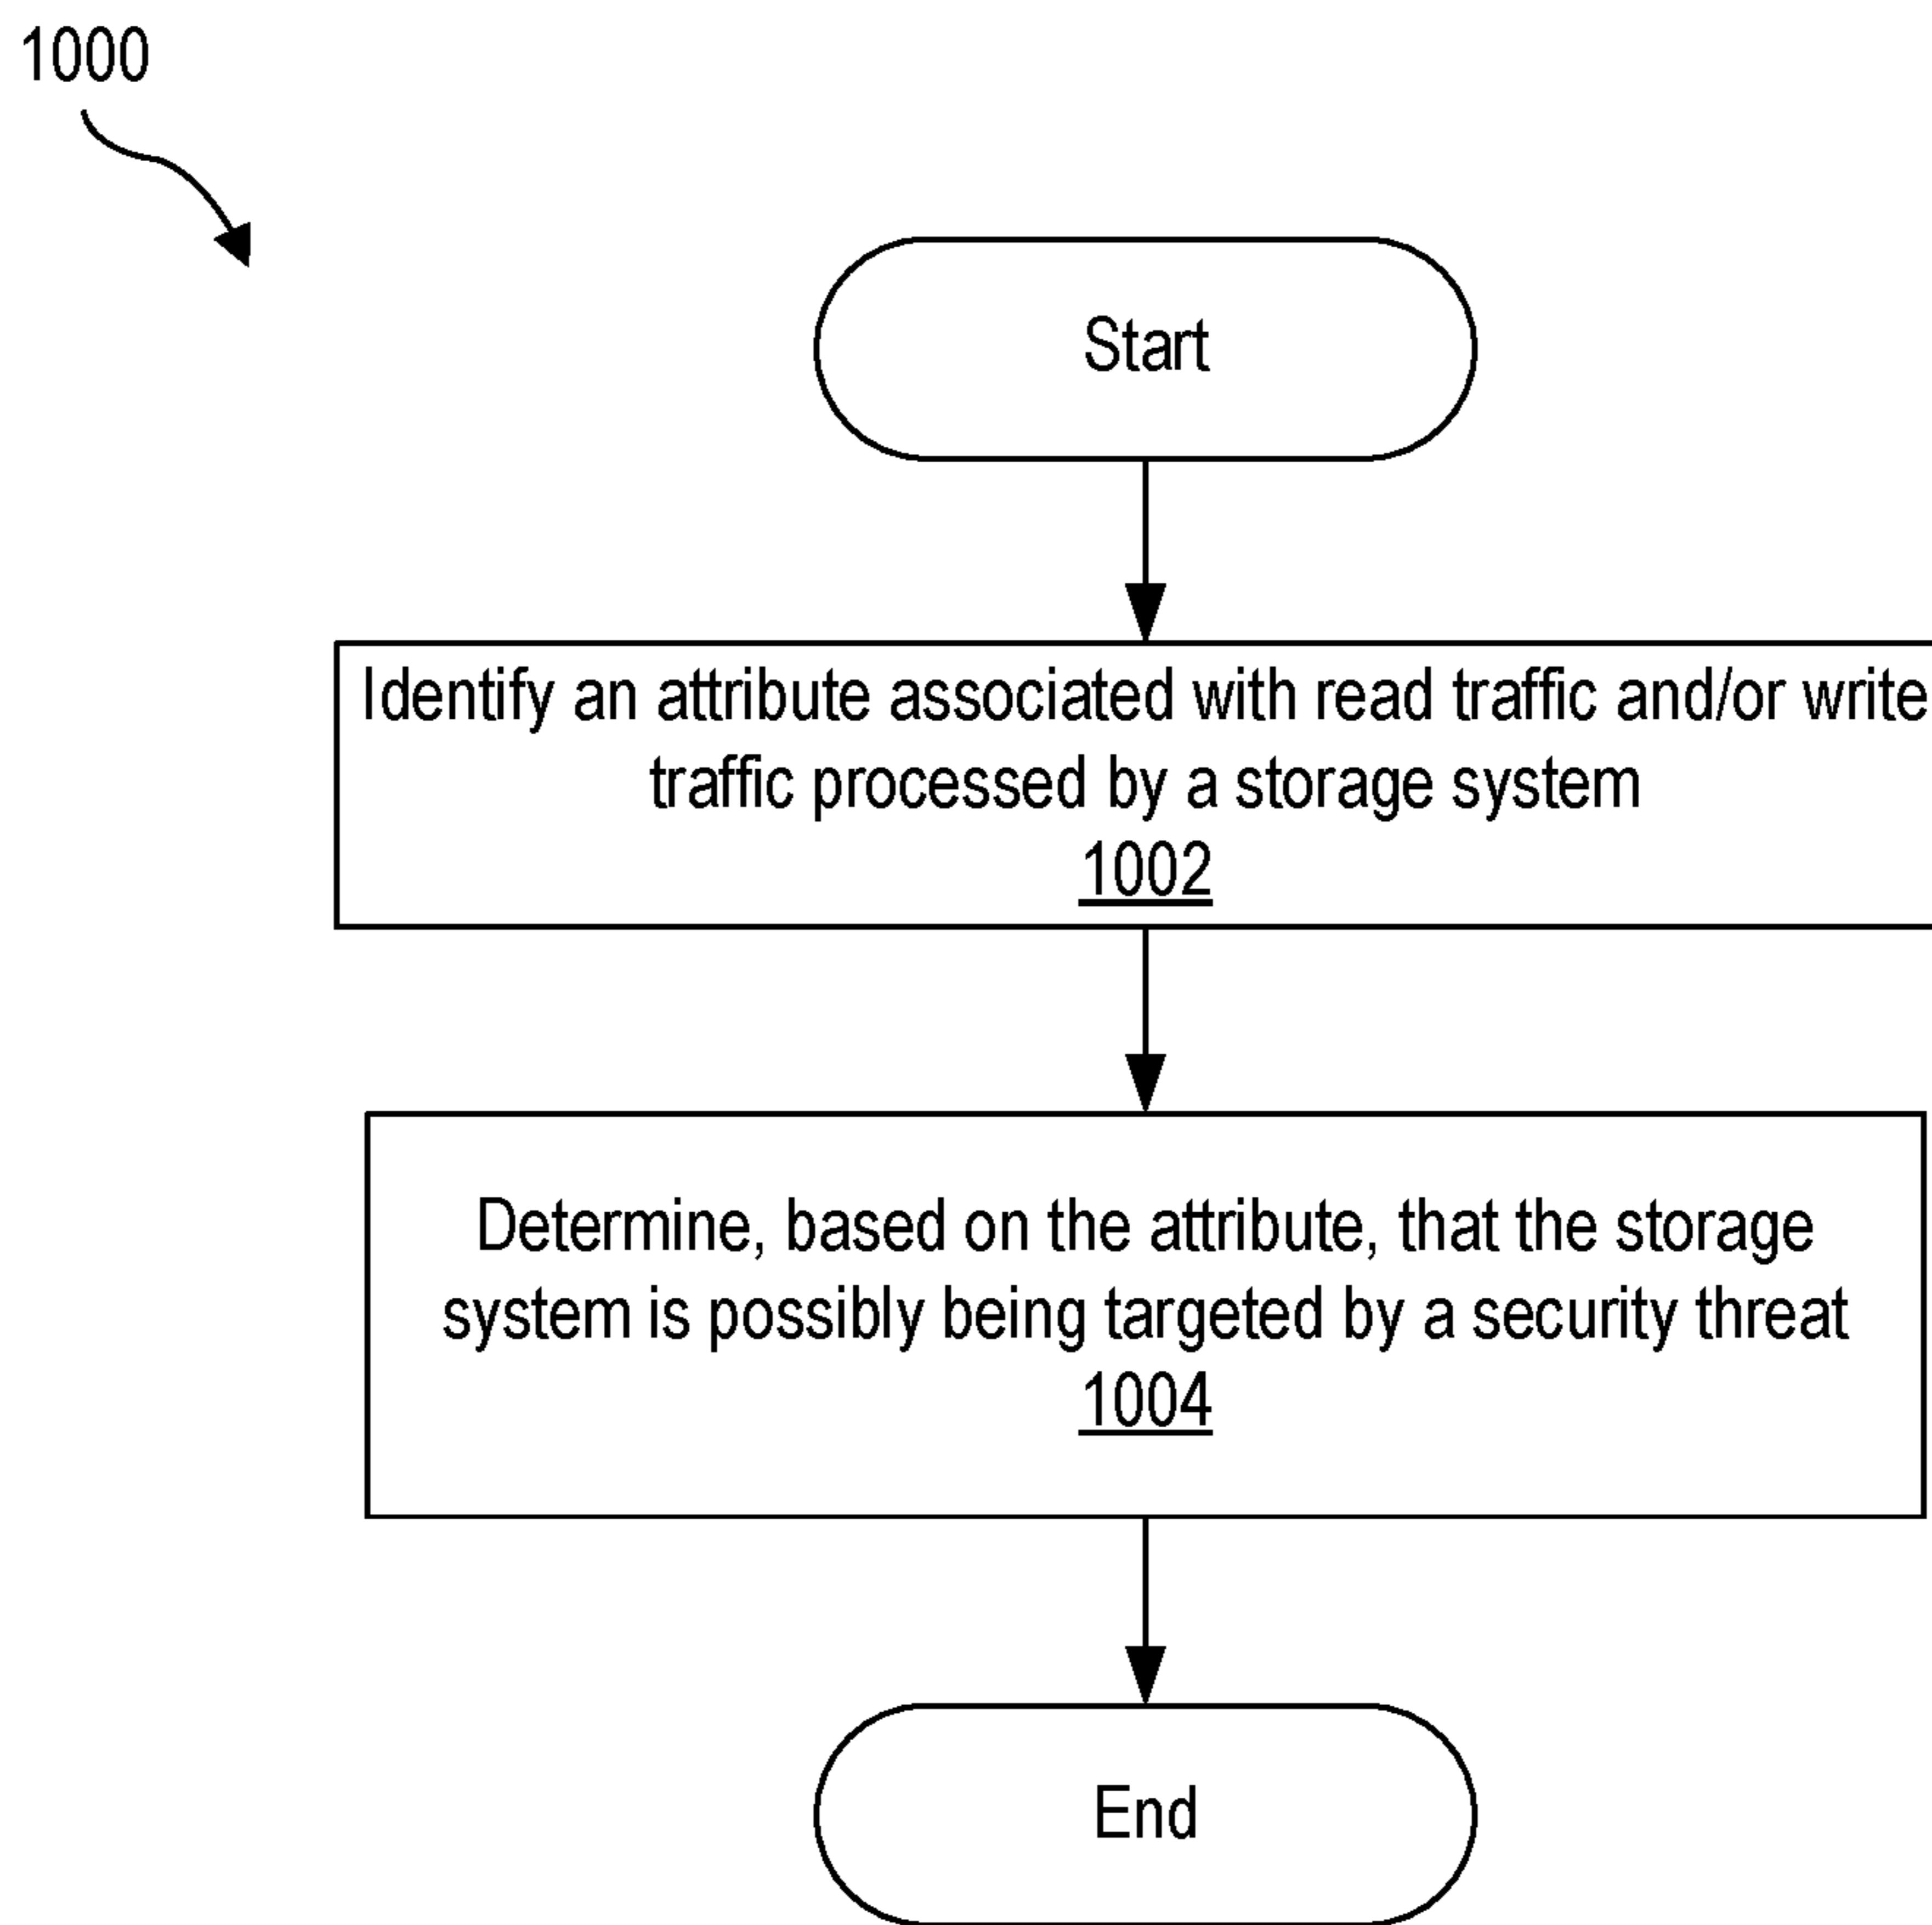 1000
Start
Identify an attribute associated with read traffic and/or write
traffic processed by a storage system
1002
Determine, based on the attribute, that the storage
system is possibly being targeted by a security threat
1004
End